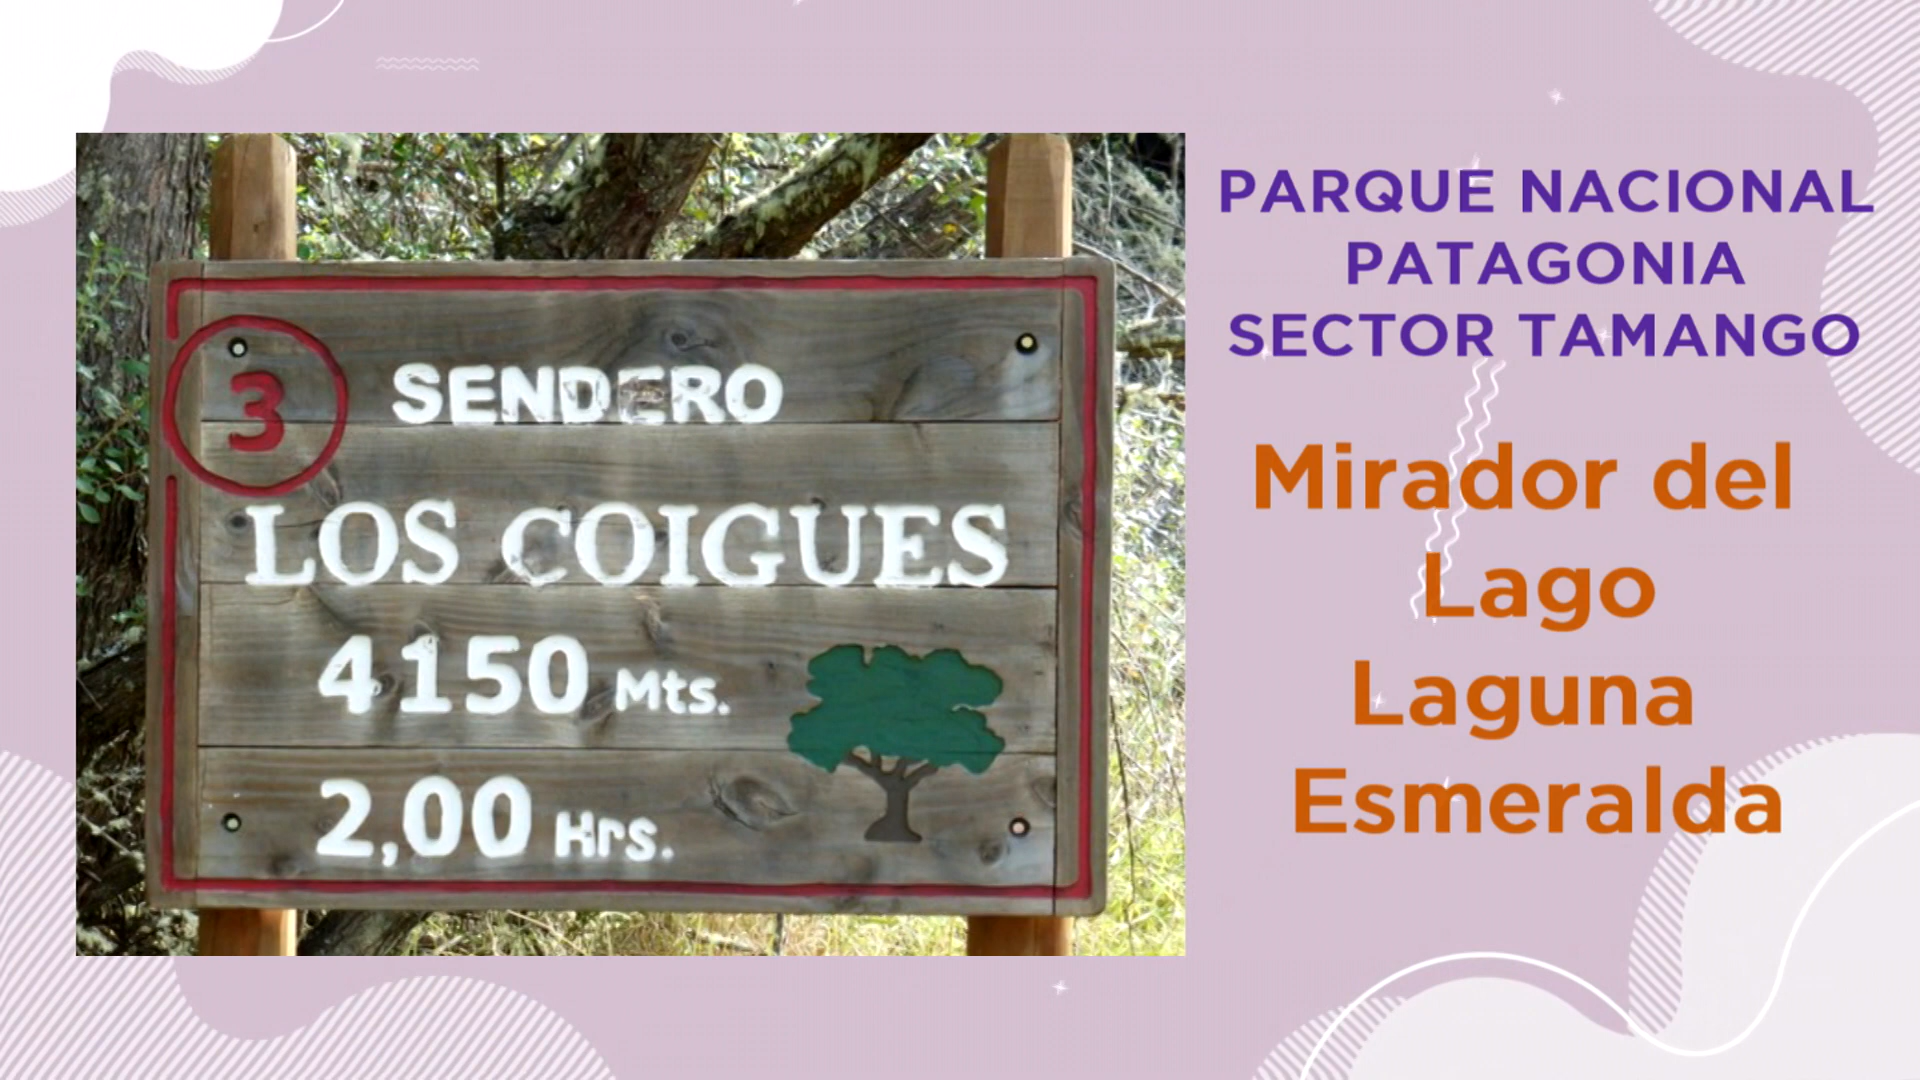 3
SENDERO
LOS COIGUES
4150 Mts.
2,00 Hrs.
PARQUE NACIONAL
PATAGONIA
SECTOR TAMANGO
Mirador del
Lago
Laguna
Esmeralda